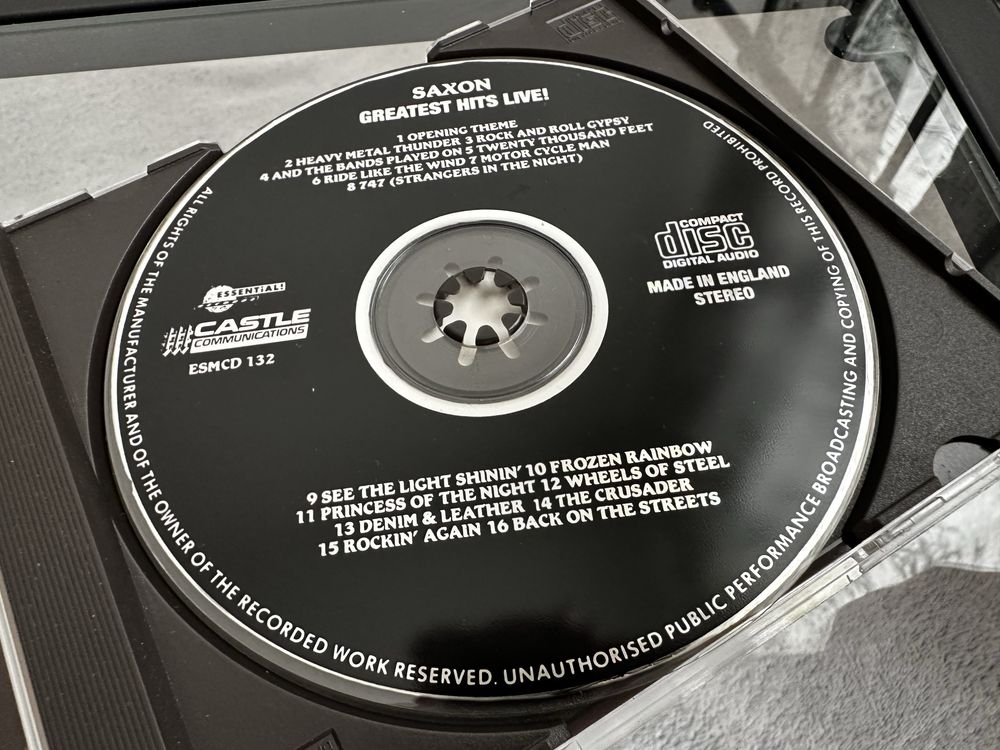 SAXON
GREATEST HITS LIVE!
1 OPENING THEME
2 HEAVY METAL THUNDER 3 ROCK AND ROLL GYPSY
4 AND THE BANDS PLAYED ON 5 TWENTY THOUSAND FEET
6 RIDE LIKE THE WIND 7 MOTOR CYCLE MAN
8 747 (STRANGERS IN THE NIGHT)
ESSENTIAL!
CASTLE
COMMUNICATIONS
ESMCD 132
COMPACT
disc
DIGITAL AUDIO
MADE IN ENGLAND
STEREO
9 SEE THE LIGHT SHININ' 10 FROZEN RAINBOW
11 PRINCESS OF THE NIGHT 12 WHEELS OF STEEL
13 DENIM & LEATHER 14 THE CRUSADER
15 ROCKIN' AGAIN 16 BACK ON THE STREETS
ALL RIGHTS OF THE MANUFACTURER AND OF THE OWNER OF THE RECORDED WORK RESERVED. UNAUTHORISED PUBLIC PERFORMANCE BROADCASTING AND COPYING OF THIS RECORD PROHIBITED
disc